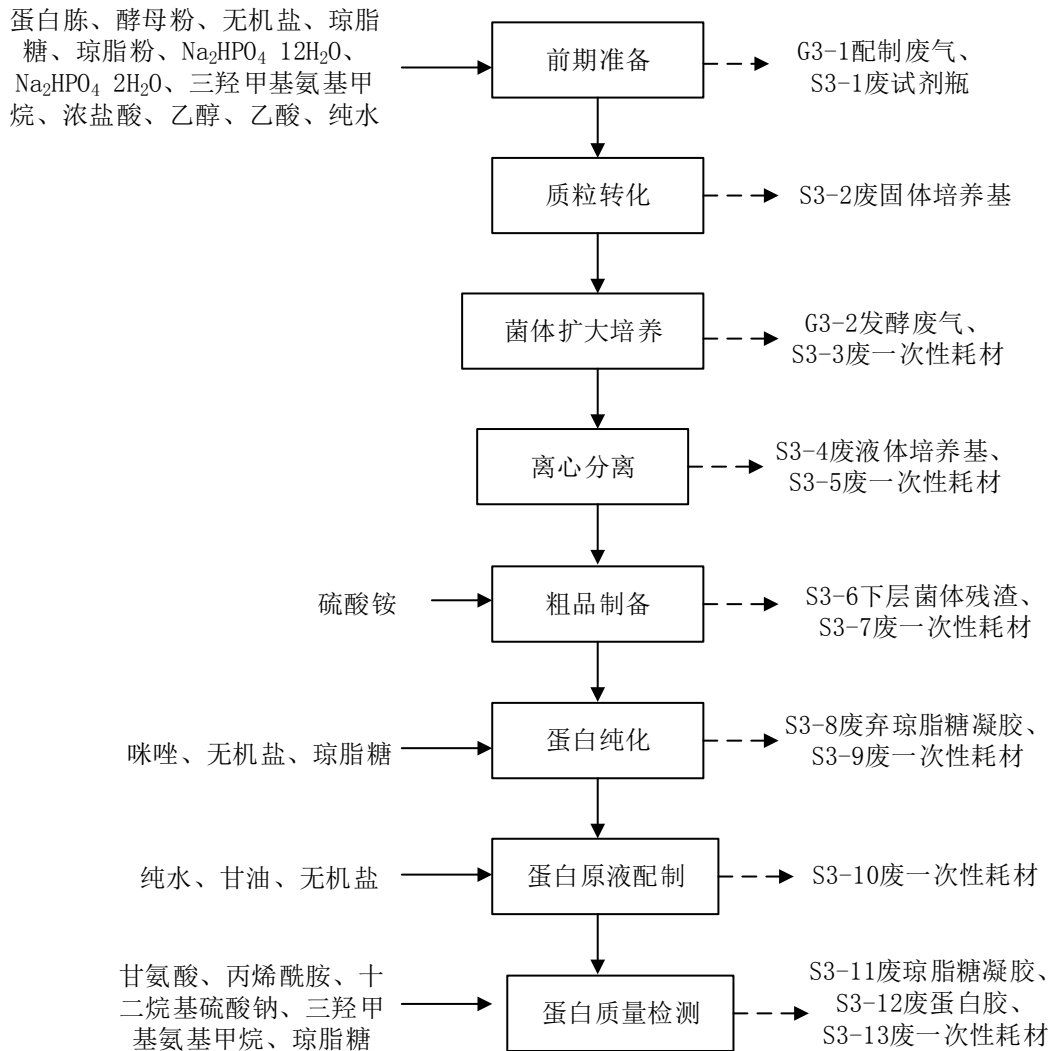 蛋白胨、酵母粉、无机盐、琼脂
糖、琼脂粉、Na₂HPO₄ 12H₂O、
Na₂HPO₄ 2H₂O、三羟甲基氨基甲
烷、浓盐酸、乙醇、乙酸、纯水
前期准备
G3-1配制废气、
S3-1废试剂瓶
质粒转化
S3-2废固体培养基
菌体扩大培养
G3-2发酵废气、
S3-3废一次性耗材
离心分离
S3-4废液体培养基、
S3-5废一次性耗材
硫酸铵
粗品制备
S3-6下层菌体残渣、
S3-7废一次性耗材
咪唑、无机盐、琼脂糖
蛋白纯化
S3-8废弃琼脂糖凝胶、
S3-9废一次性耗材
纯水、甘油、无机盐
蛋白原液配制
S3-10废一次性耗材
甘氨酸、丙烯酰胺、十
二烷基硫酸钠、三羟甲
基氨基甲烷、琼脂糖
蛋白质量检测
S3-11废琼脂糖凝胶、
S3-12废蛋白胶、
S3-13废一次性耗材